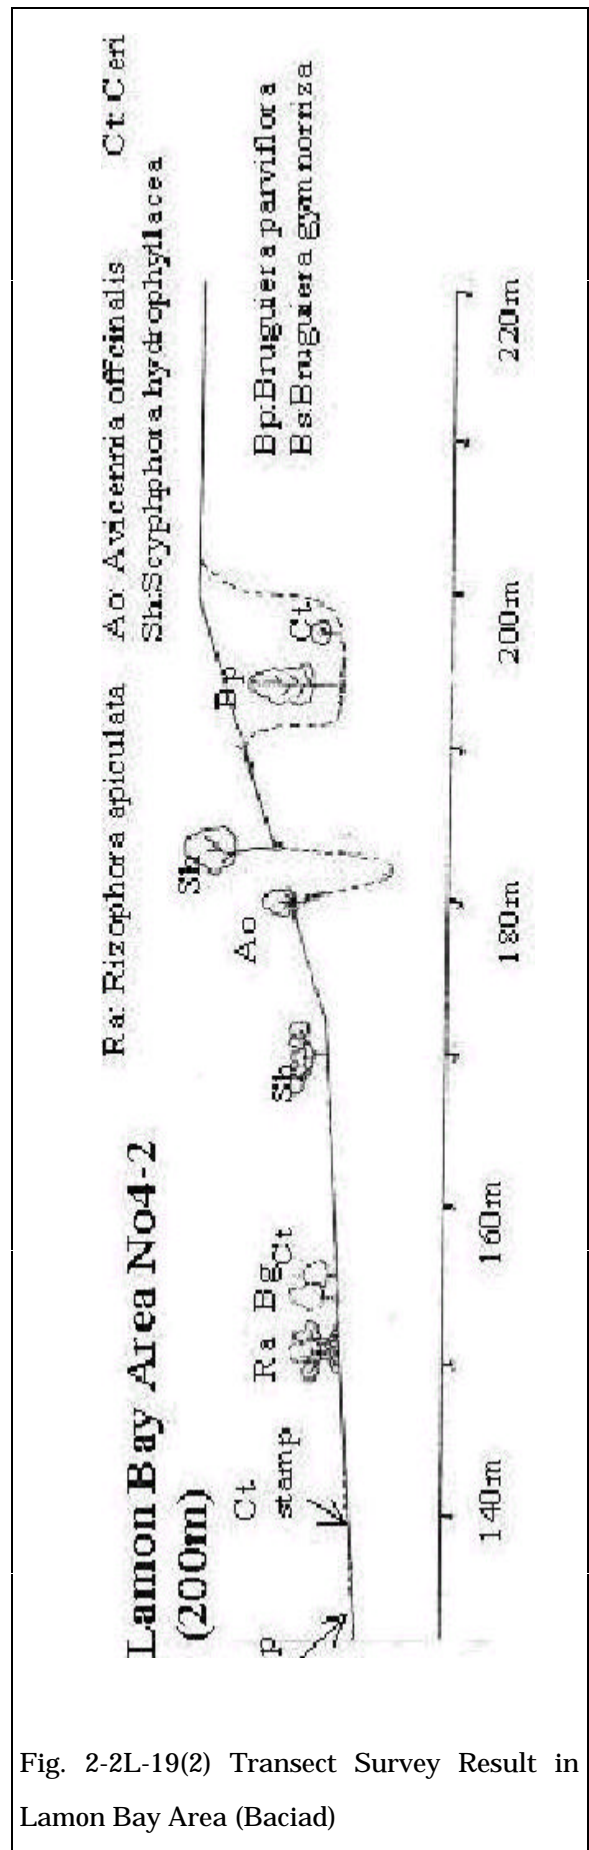 Lamon Bay Area No4-2
(200m)
Ra: Rizophora apiculata Ao: Avicennia offcinalis Ct: Ceri
Sh:Scyphphora hydrophyllacea
Bp:Bruguiera parviflora
Bs:Bruguiera gymnorriza
p
Ct
stamp
Ra Bg Ct
Sh
Ao
Sh
Bp
Ct
140m 160m 180m 200m 220m
Fig. 2-2L-19(2) Transect Survey Result in
Lamon Bay Area (Baciad)